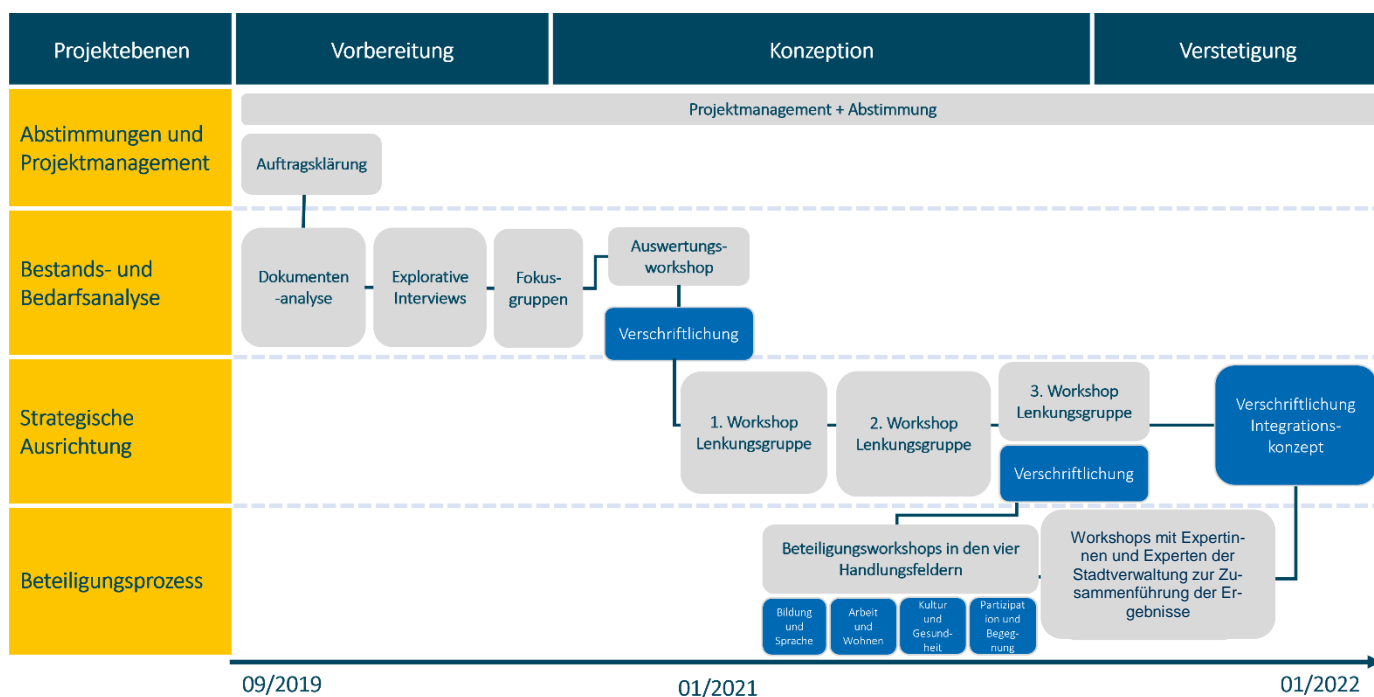 Projektebenen
Vorbereitung
Konzeption
Verstetigung
Abstimmungen und
Projektmanagement
Projektmanagement + Abstimmung
Auftragsklärung
Bestands- und
Bedarfsanalyse
Dokumenten
-analyse
Explorative
Interviews
Fokus-
gruppen
Auswertungs-
workshop
Verschriftlichung
Strategische
Ausrichtung
1. Workshop
Lenkungsgruppe
2. Workshop
Lenkungsgruppe
3. Workshop
Lenkungsgruppe
Verschriftlichung
Verschriftlichung
Integrations-
konzept
Beteiligungsprozess
Beteiligungsworkshops in den vier
Handlungsfeldern
Bildung
und
Sprache
Arbeit
und
Wohnen
Kultur
und
Gesund-
heit
Partizipat
ion und
Begeg-
nung
Workshops mit Expertin-
nen und Experten der
Stadtverwaltung zur Zu-
sammenführung der Er-
gebnisse
09/2019
01/2021
01/2022